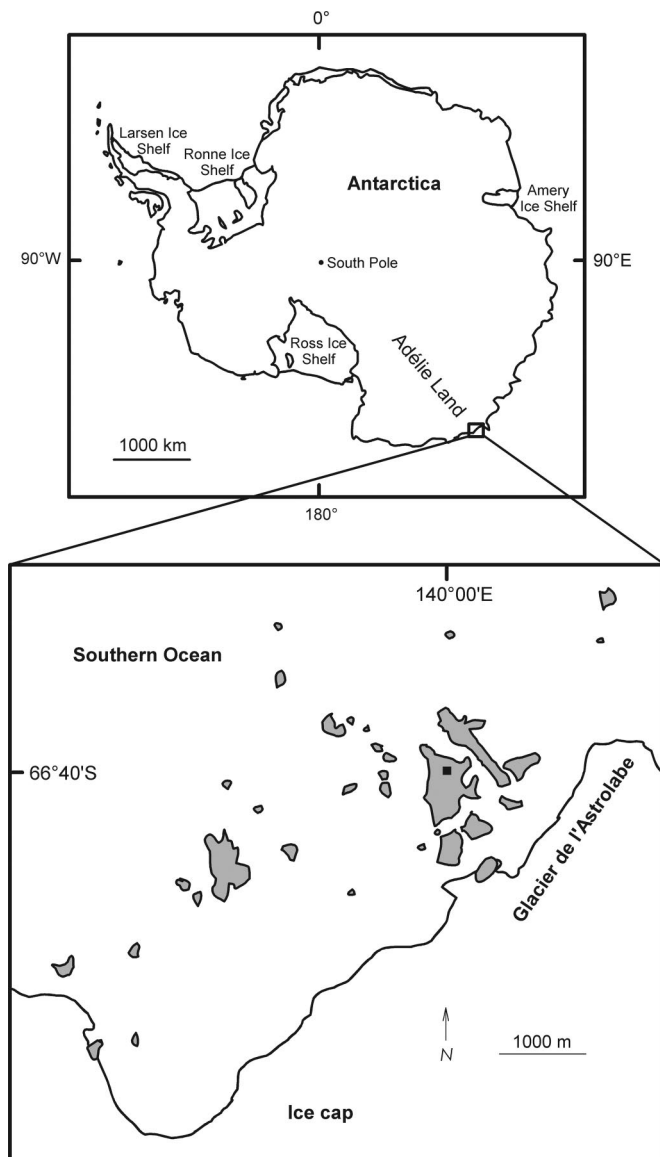 0°
Larsen Ice
Shelf
Ronne Ice
Shelf
Antarctica
Amery
Ice Shelf
90°W
South Pole
90°E
Ross Ice
Shelf
Adélie Land
1000 km
180°
140°00'E
Southern Ocean
66°40'S
Glacier de l'Astrolabe
N
1000 m
Ice cap